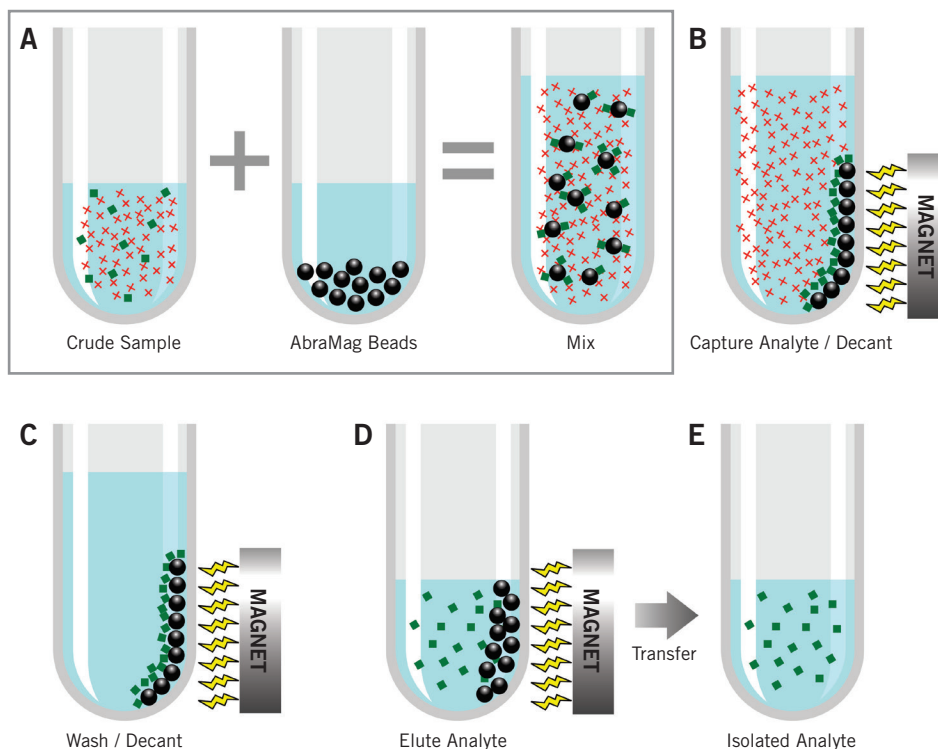 A
B
Crude Sample
AbraMag Beads
Mix
MAGNET
Capture Analyte / Decant
C
D
E
MAGNET
MAGNET
Transfer
Wash / Decant
Elute Analyte
Isolated Analyte